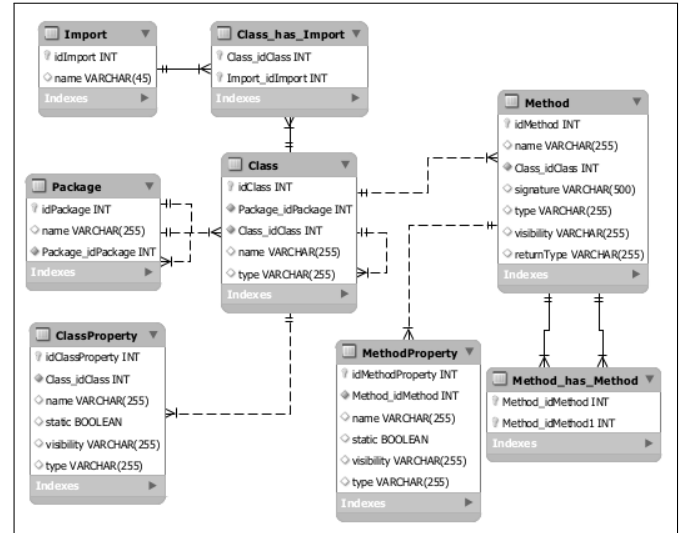 Import
idImport INT
name VARCHAR(45)
Indexes
Class_has_Import
Class_idClass INT
Import_idImport INT
Indexes
Method
idMethod INT
name VARCHAR(255)
Class_idClass INT
signature VARCHAR(500)
type VARCHAR(255)
visibility VARCHAR(255)
returnType VARCHAR(255)
Indexes
Class
idClass INT
Package_idPackage INT
Class_idClass INT
name VARCHAR(255)
type VARCHAR(255)
Indexes
Package
idPackage INT
name VARCHAR(255)
Package_idPackage INT
Indexes
ClassProperty
idClassProperty INT
Class_idClass INT
name VARCHAR(255)
static BOOLEAN
visibility VARCHAR(255)
type VARCHAR(255)
Indexes
MethodProperty
idMethodProperty INT
Method_idMethod INT
name VARCHAR(255)
static BOOLEAN
visibility VARCHAR(255)
type VARCHAR(255)
Indexes
Method_has_Method
Method_idMethod INT
Method_idMethod1 INT
Indexes